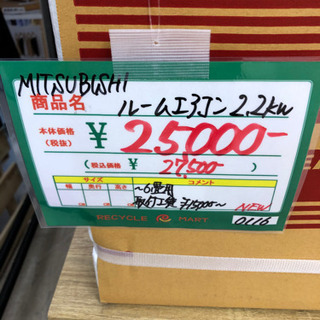 MITSUBISHI
商品名 ルームエアコン 2.2kw
本体価格 (税抜) ¥25000-
(税込価格 ¥27,500-)
サイズ コメント
幅 奥行 高さ ~6畳用
取付工賃 ¥15000~
NEW
RECYCLE MART 0116